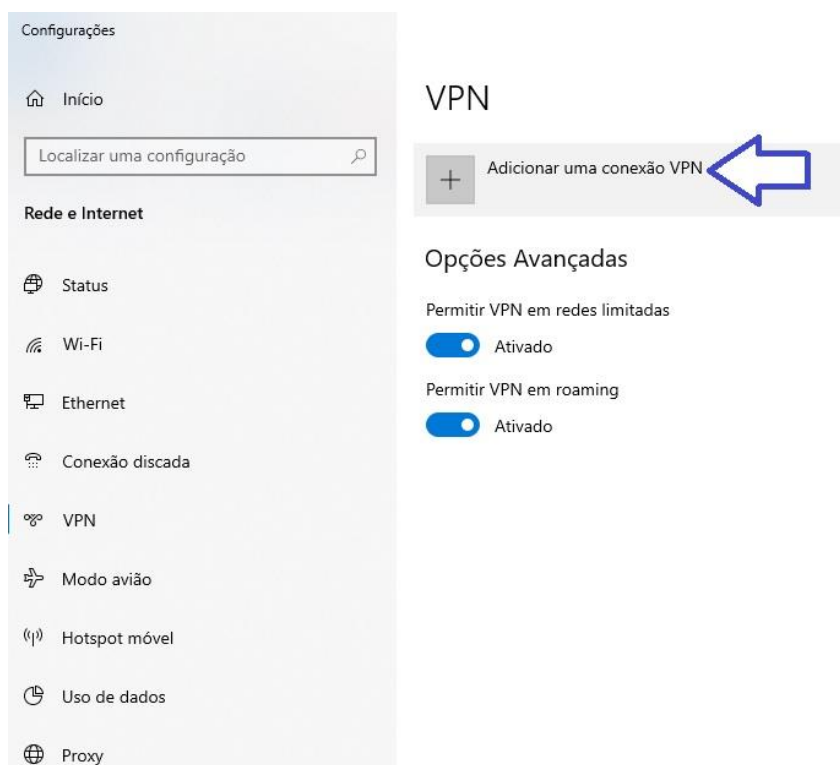 Configurações
Início
Localizar uma configuração
Rede e Internet
Status
Wi-Fi
Ethernet
Conexão discada
VPN
Modo avião
Hotspot móvel
Uso de dados
Proxy
VPN
Adicionar uma conexão VPN
Opções Avançadas
Permitir VPN em redes limitadas
Ativado
Permitir VPN em roaming
Ativado